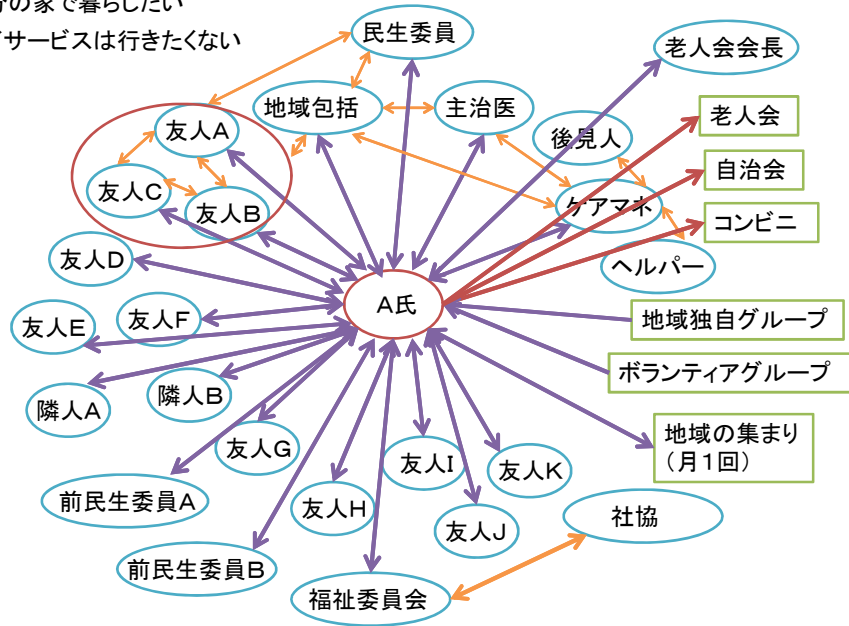 分の家で暮らしたい
サービスは行きたくない
民生委員
老人会会長
地域包括
主治医
老人会
友人A
後見人
自治会
友人C
友人B
ケアマネ
コンビニ
友人D
ヘルパー
A氏
友人E
友人F
地域独自グループ
ボランティアグループ
隣人A
隣人B
友人G
友人I
友人K
地域の集まり
（月１回）
前民生委員A
友人H
友人J
社協
前民生委員B
福祉委員会